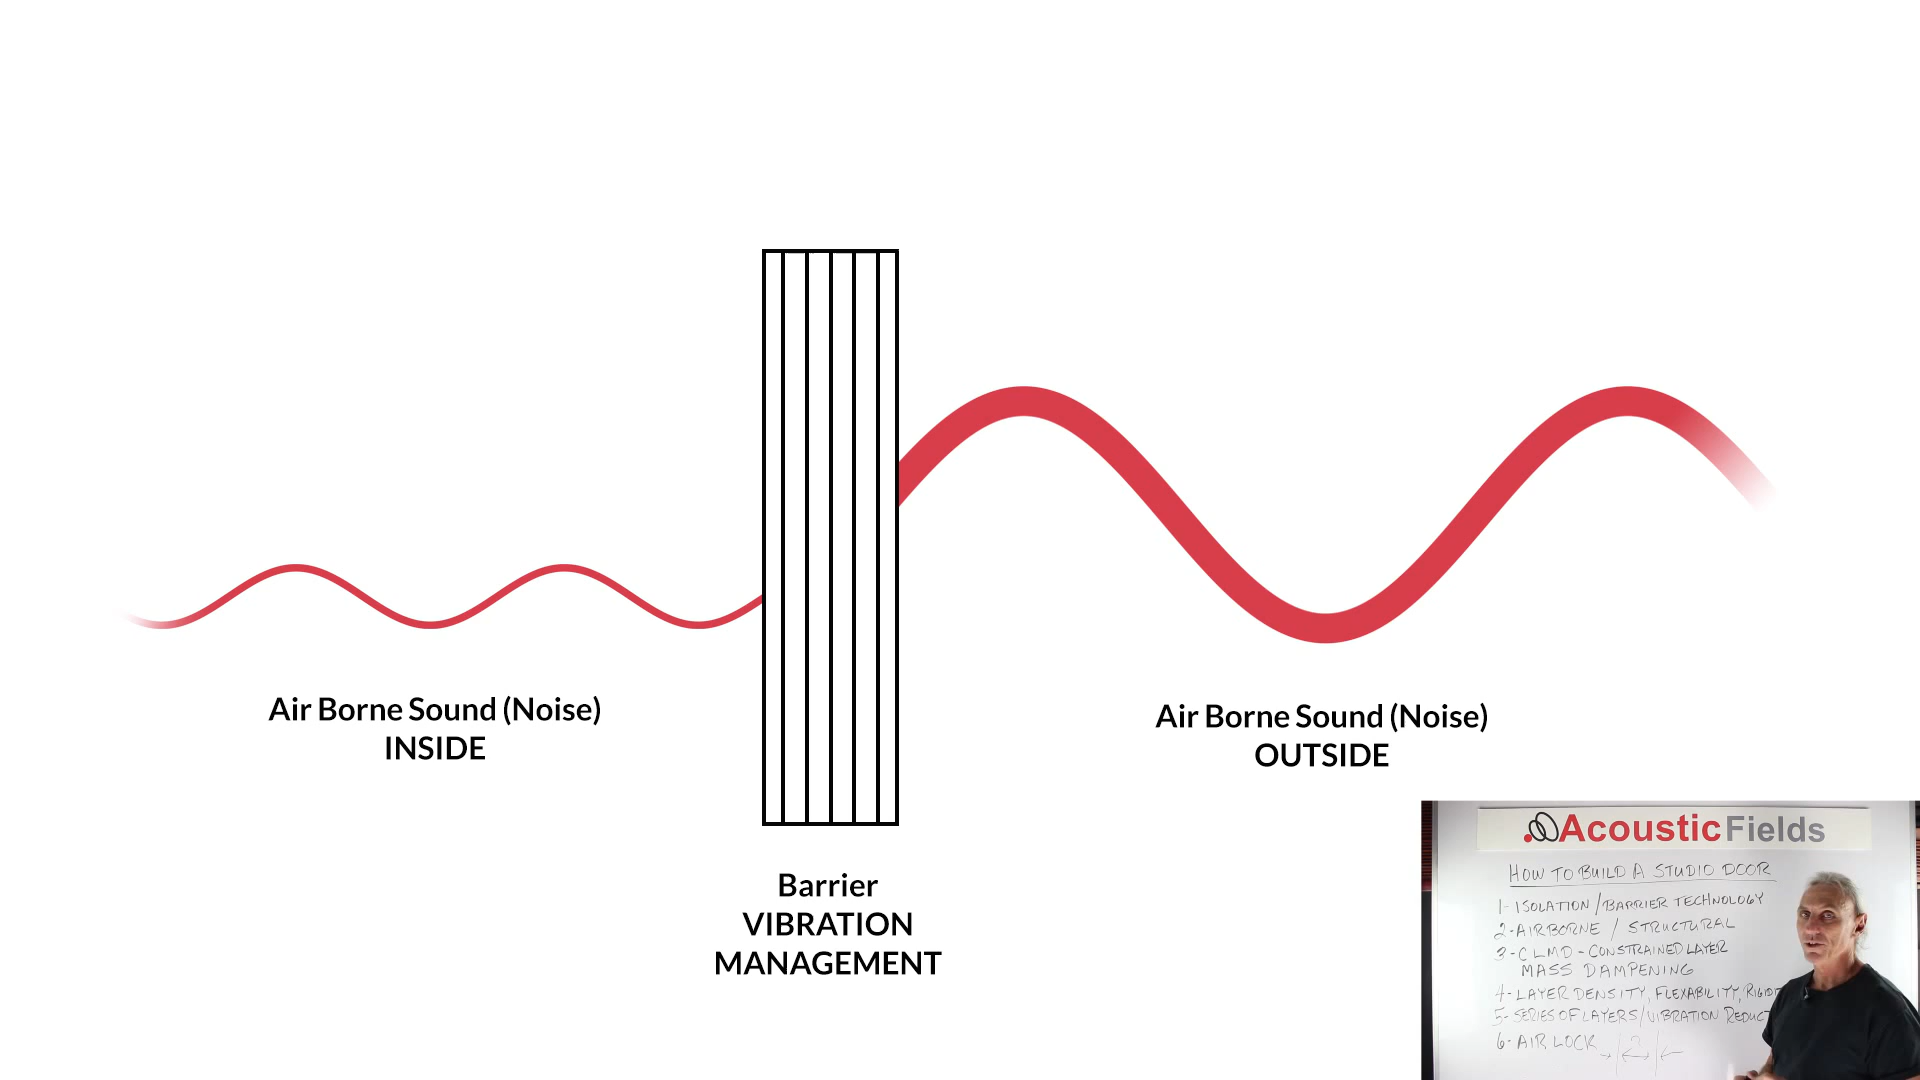 Air Borne Sound (Noise)
INSIDE
Air Borne Sound (Noise)
OUTSIDE
Barrier
VIBRATION
MANAGEMENT
AcousticFields
HOW TO BUILD A STUDIO DOOR
1- ISOLATION / BARRIER TECHNOLOGY
2- AIRBORNE / STRUCTURAL
3- CLMD - CONSTRAINED LAYER
MASS DAMPENING
4- LAYER DENSITY, FLEXABILITY, RIGID
5- SERIES OF LAYERS / VIBRATION REDUC
6- AIR LOCK